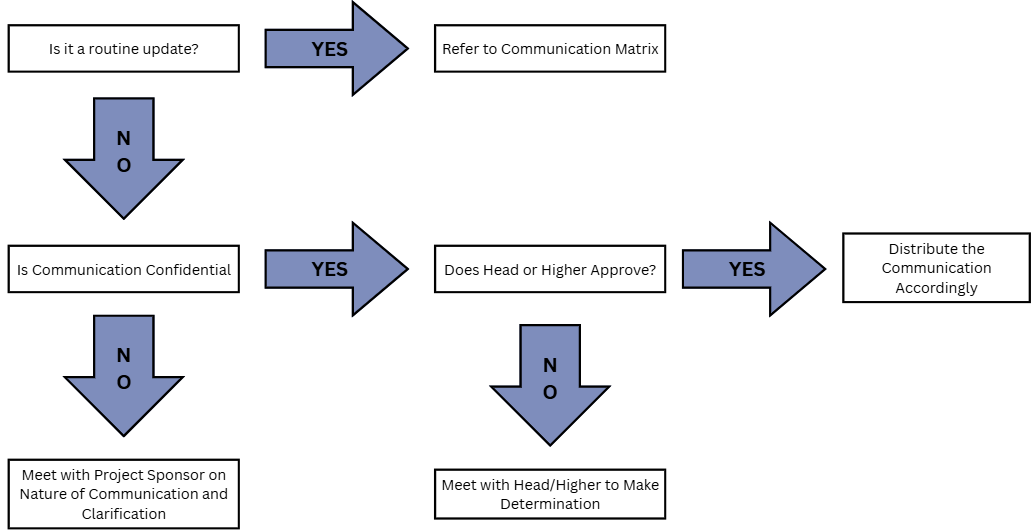 Is it a routine update?
YES
Refer to Communication Matrix
N
O
Is Communication Confidential
YES
Does Head or Higher Approve?
YES
Distribute the
Communication
Accordingly
N
O
N
O
Meet with Project Sponsor on
Nature of Communication and
Clarification
Meet with Head/Higher to Make
Determination